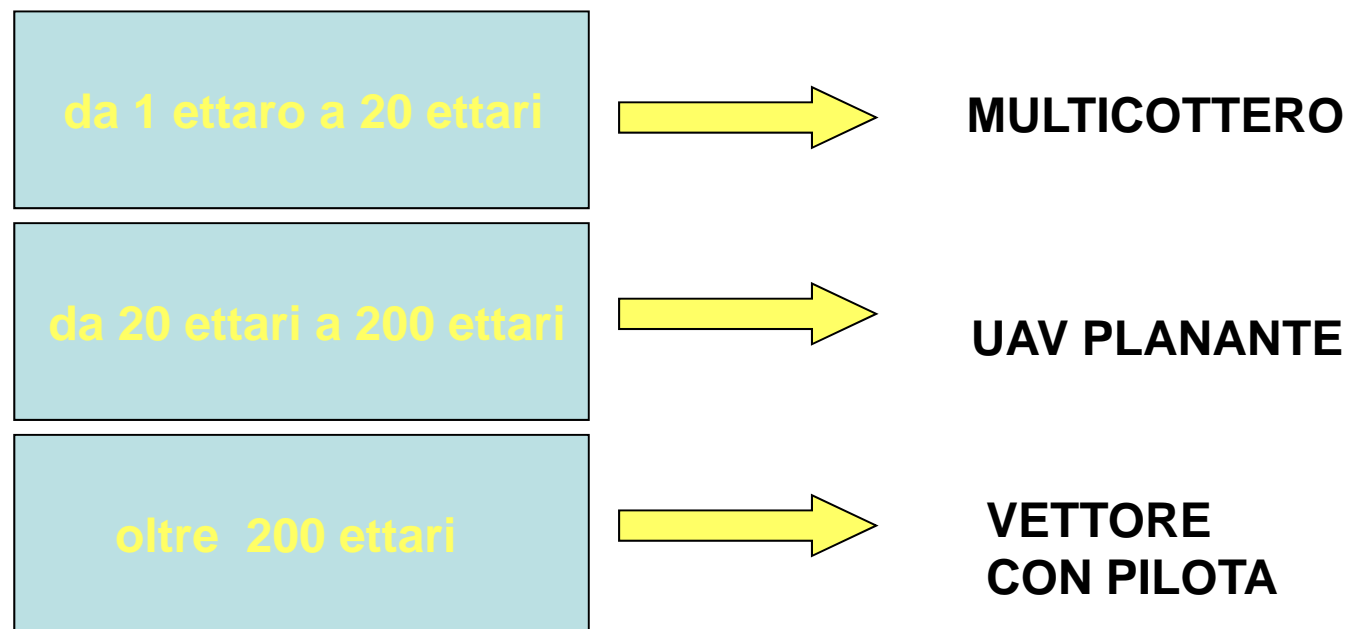 da 1 ettaro a 20 ettari
MULTICOTTERO
da 20 ettari a 200 ettari
UAV PLANANTE
oltre 200 ettari
VETTORE
CON PILOTA